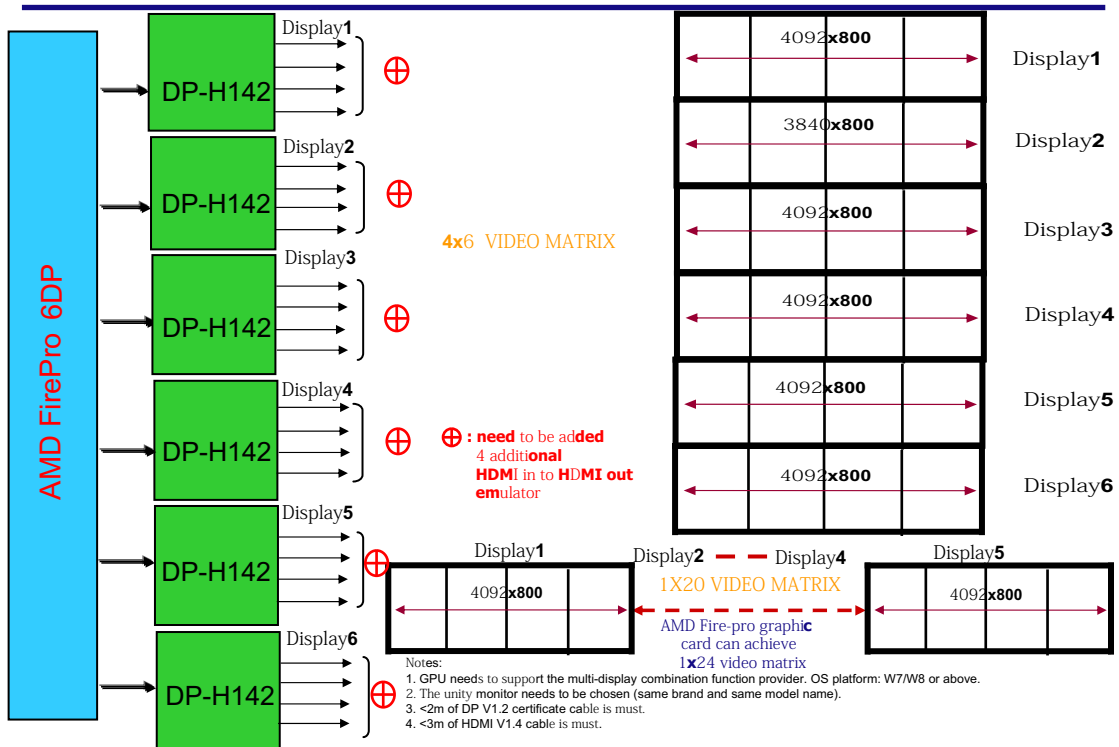 AMD FirePro 6DP
DP-H142
Display1
DP-H142
Display2
DP-H142
Display3
DP-H142
Display4
DP-H142
Display5
DP-H142
Display6
4x6 VIDEO MATRIX
: need to be added
4 additional
HDMI in to HDMI out
emulator
4092x800
Display1
3840x800
Display2
4092x800
Display3
4092x800
Display4
4092x800
Display5
4092x800
Display6
Display1
Display2
Display4
Display5
4092x800
1X20 VIDEO MATRIX
4092x800
AMD Fire-pro graphic
card can achieve
1x24 video matrix
Notes:
1. GPU needs to support the multi-display combination function provider. OS platform: W7/W8 or above.
2. The unity monitor needs to be chosen (same brand and same model name).
3. <2m of DP V1.2 certificate cable is must.
4. <3m of HDMI V1.4 cable is must.